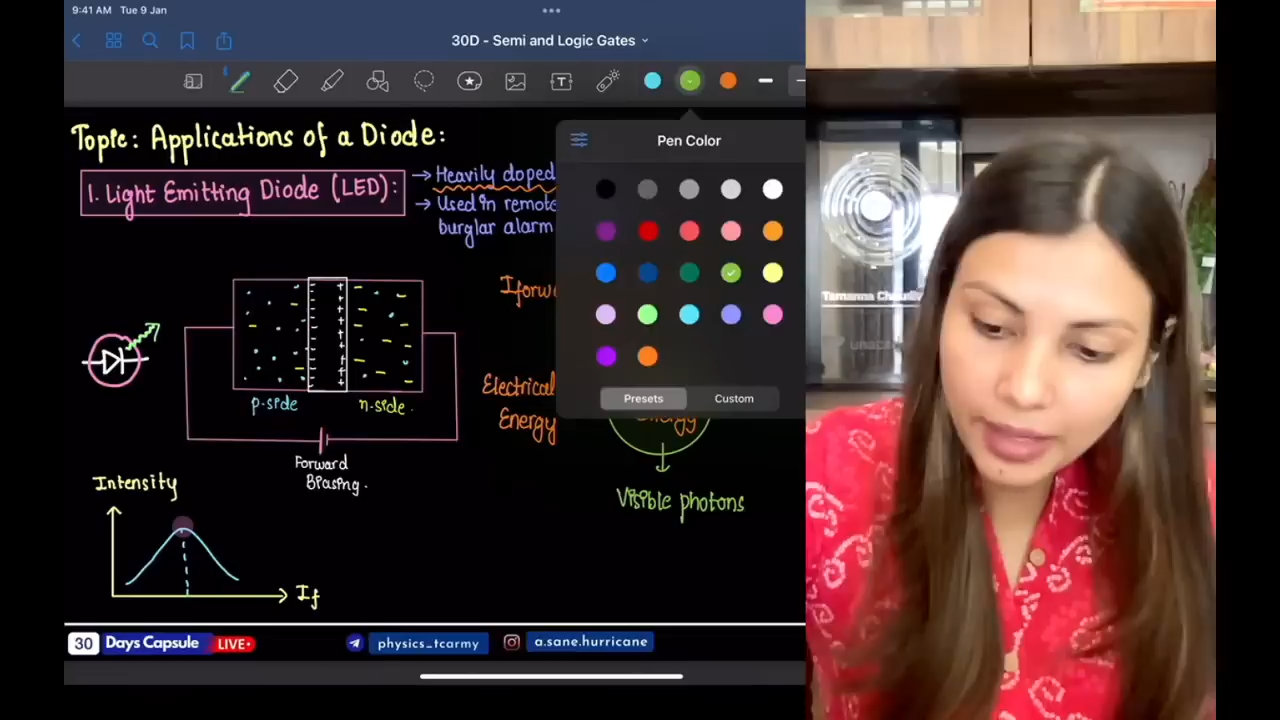 9:41 AM Tue 9 Jan
30D - Semi and Logic Gates
Topic: Applications of a Diode:
1. Light Emitting Diode (LED):
→ Heavily doped
→ Used in remote
burglar alarm
Pen Color
Presets
Custom
p-side
n-side.
Forward
Biasing.
Electrical
Energy
Energy
Visible photons
Intensity
If
30 Days Capsule LIVE
physics_tcarmy
a.sane.hurricane